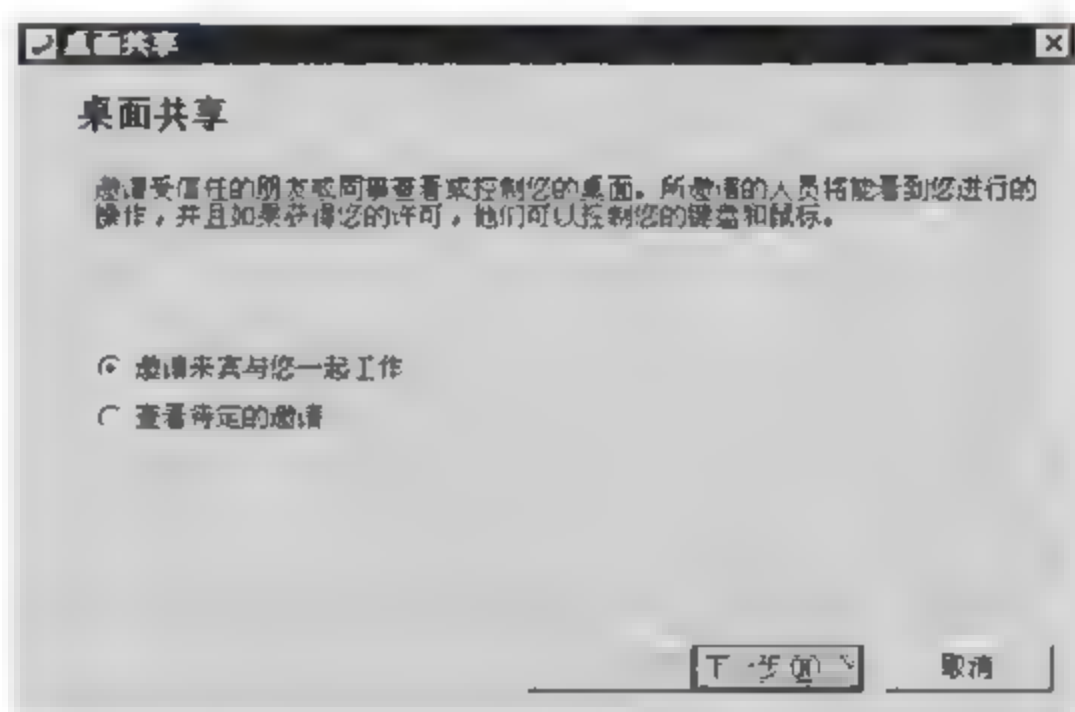 桌面共享
桌面共享
邀请受信任的朋友或同事查看或控制您的桌面。所邀请的人员将能看到您进行的
操作，并且如果获得您的许可，他们可以控制您的键盘和鼠标。
邀请来宾与您一起工作
查看待定的邀请
下一步(N) >
取消